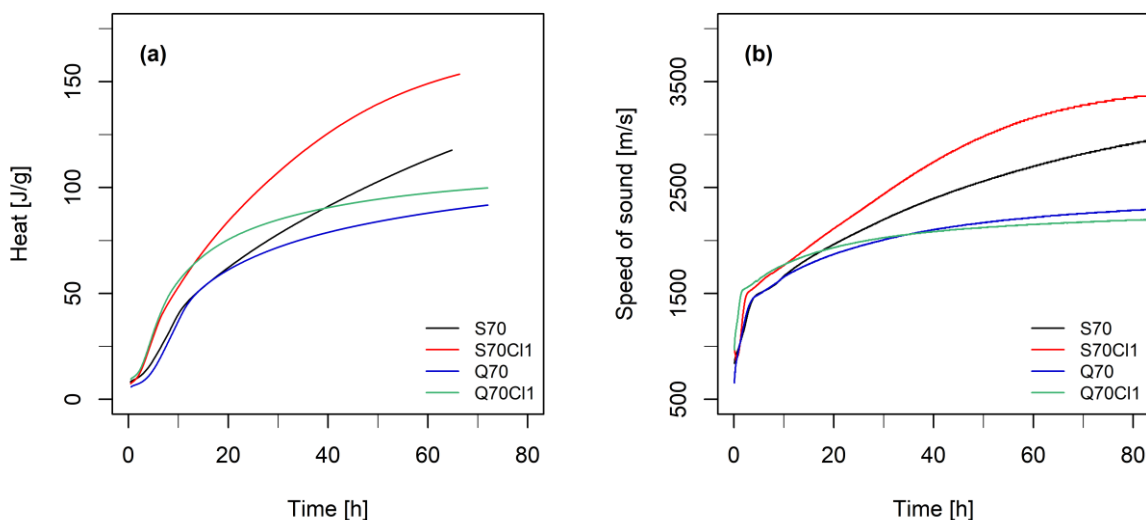 (a)
Heat [J/g]
0
50
100
150
0
20
40
60
80
Time [h]
S70
S70Cl1
Q70
Q70Cl1
(b)
Speed of sound [m/s]
500
1500
2500
3500
0
20
40
60
80
Time [h]
S70
S70Cl1
Q70
Q70Cl1